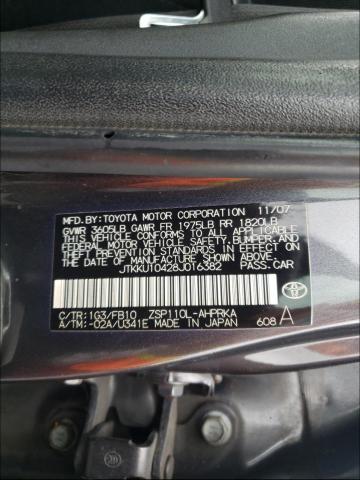 MFD.BY:TOYOTA MOTOR CORPORATION 11/07
GVWR 3605LB GAWR FR 1975LB RR 1820LB
THIS VEHICLE CONFORMS TO ALL APPLICABLE
FEDERAL MOTOR VEHICLE SAFETY, BUMPER, AND
THEFT PREVENTION STANDARDS IN EFFECT ON
THE DATE OF MANUFACTURE SHOWN ABOVE.
JTKKU10428J016382 PASS.CAR
C/TR:1G3/FB10 ZSP110L-AHPRKA
A/TM:-02A/U341E MADE IN JAPAN 608 A